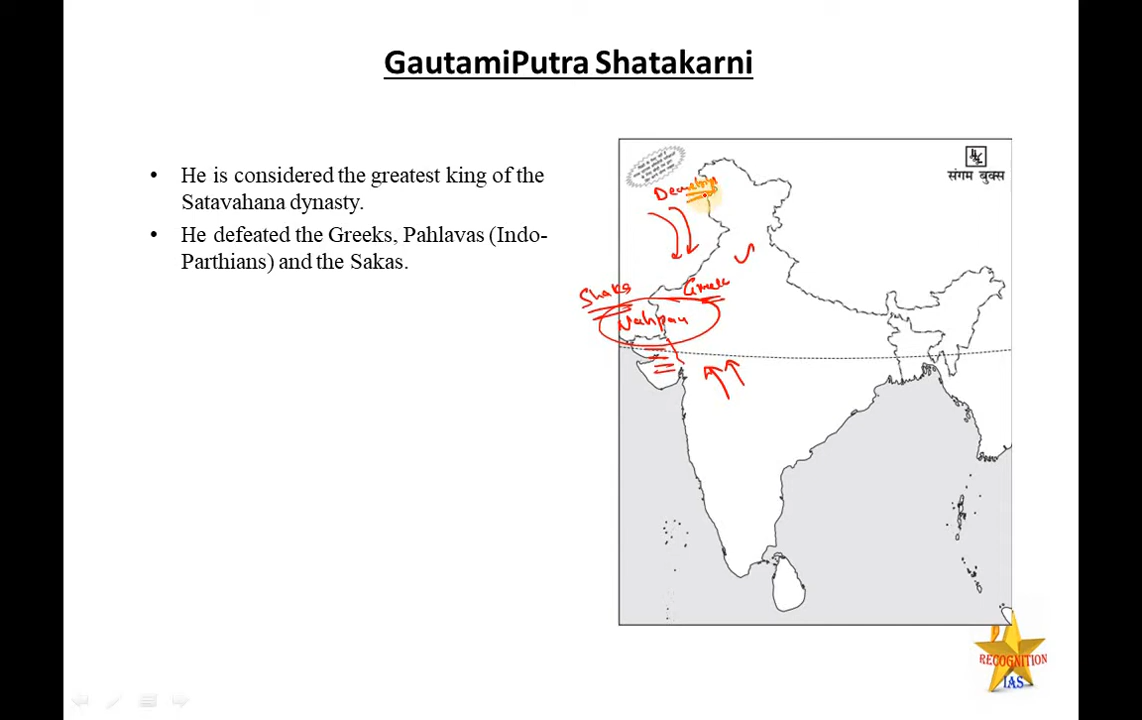 GautamiPutra Shatakarni
• He is considered the greatest king of the
Satavahana dynasty.
• He defeated the Greeks, Pahlavas (Indo-
Parthians) and the Sakas.
संगम बुक्स
Shaks
Greek
Nahpan
RECOGNITION
IAS